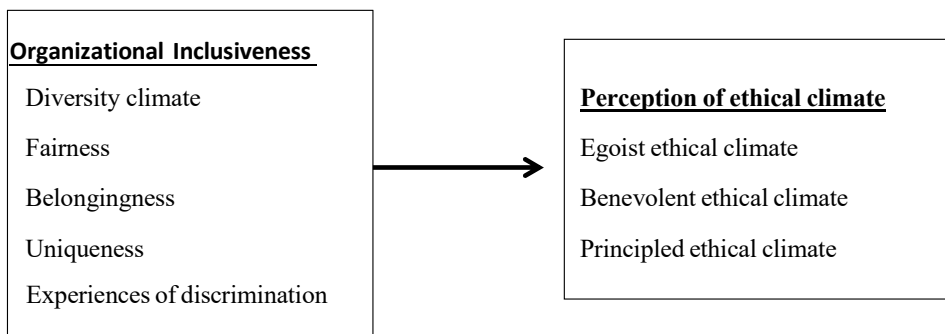 Organizational Inclusiveness
Diversity climate
Fairness
Belongingness
Uniqueness
Experiences of discrimination
Perception of ethical climate
Egoist ethical climate
Benevolent ethical climate
Principled ethical climate